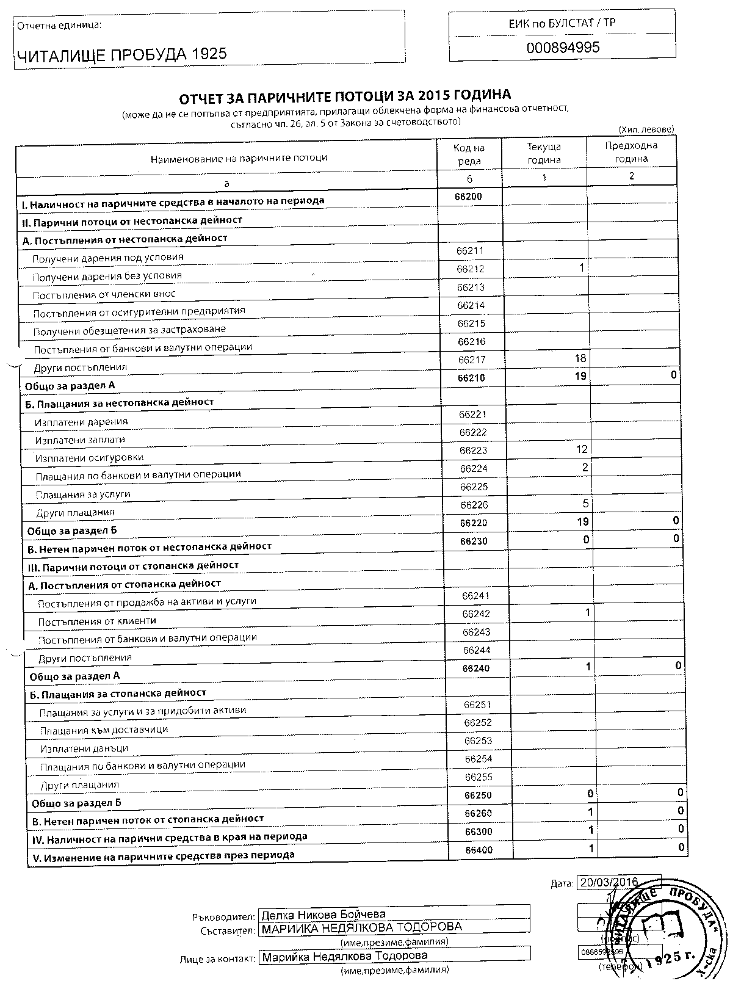 Отчетна единица:
ЧИТАЛИЩЕ ПРОБУДА 1925
ЕИК по БУЛСТАТ / ТР
000894995
ОТЧЕТ ЗА ПАРИЧНИТЕ ПОТОЦИ ЗА 2015 ГОДИНА
(може да не се попълва от предприятията, прилагащи облекчена форма на финансова отчетност,
съгласно чл. 26, ал. 5 от Закона за счетоводството)
(Хил. левове)
Наименование на паричните потоци Код на реда Текуща година Предходна година
а б 1 2
I. Наличност на паричните средства в началото на периода 66200
II. Парични потоци от нестопанска дейност
А. Постъпления от нестопанска дейност
Получени дарения под условия 66211
Получени дарения без условия 66212 1
Постъпления от членски внос 66213
Постъпления от осигурителни предприятия 66214
Получени обезщетения за застраховане 66215
Постъпления от банкови и валутни операции 66216
Други постъпления 66217 18
Общо за раздел А 66210 19 0
Б. Плащания за нестопанска дейност
Изплатени дарения 66221
Изплатени заплати 66222
Изплатени осигуровки 66223 12
Плащания по банкови и валутни операции 66224 2
Плащания за услуги 66225
Други плащания 66226 5
Общо за раздел Б 66220 19 0
В. Нетен паричен поток от нестопанска дейност 66230 0 0
III. Парични потоци от стопанска дейност
А. Постъпления от стопанска дейност
Постъпления от продажба на активи и услуги 66241
Постъпления от клиенти 66242 1
Постъпления от банкови и валутни операции 66243
Други постъпления 66244
Общо за раздел А 66240 1 0
Б. Плащания за стопанска дейност
Плащания за услуги и за придобити активи 66251
Плащания към доставчици 66252
Изплатени данъци 66253
Плащания по банкови и валутни операции 66254
Други плащания 66255
Общо за раздел Б 66250 0 0
В. Нетен паричен поток от стопанска дейност 66260 1 0
IV. Наличност на парични средства в края на периода 66300 1 0
V. Изменение на паричните средства през периода 66400 1 0
Дата: 20/03/2016
Ръководител: Делка Никова Бойчева
Съставител: МАРИЙКА НЕДЯЛКОВА ТОДОРОВА
(име,презиме,фамилия)
(подпис)
Лице за контакт: Марийка Недялкова Тодорова
(име,презиме,фамилия)
(телефон)
ЧИТАЛИЩЕ ПРОБУДА"
1925 г.